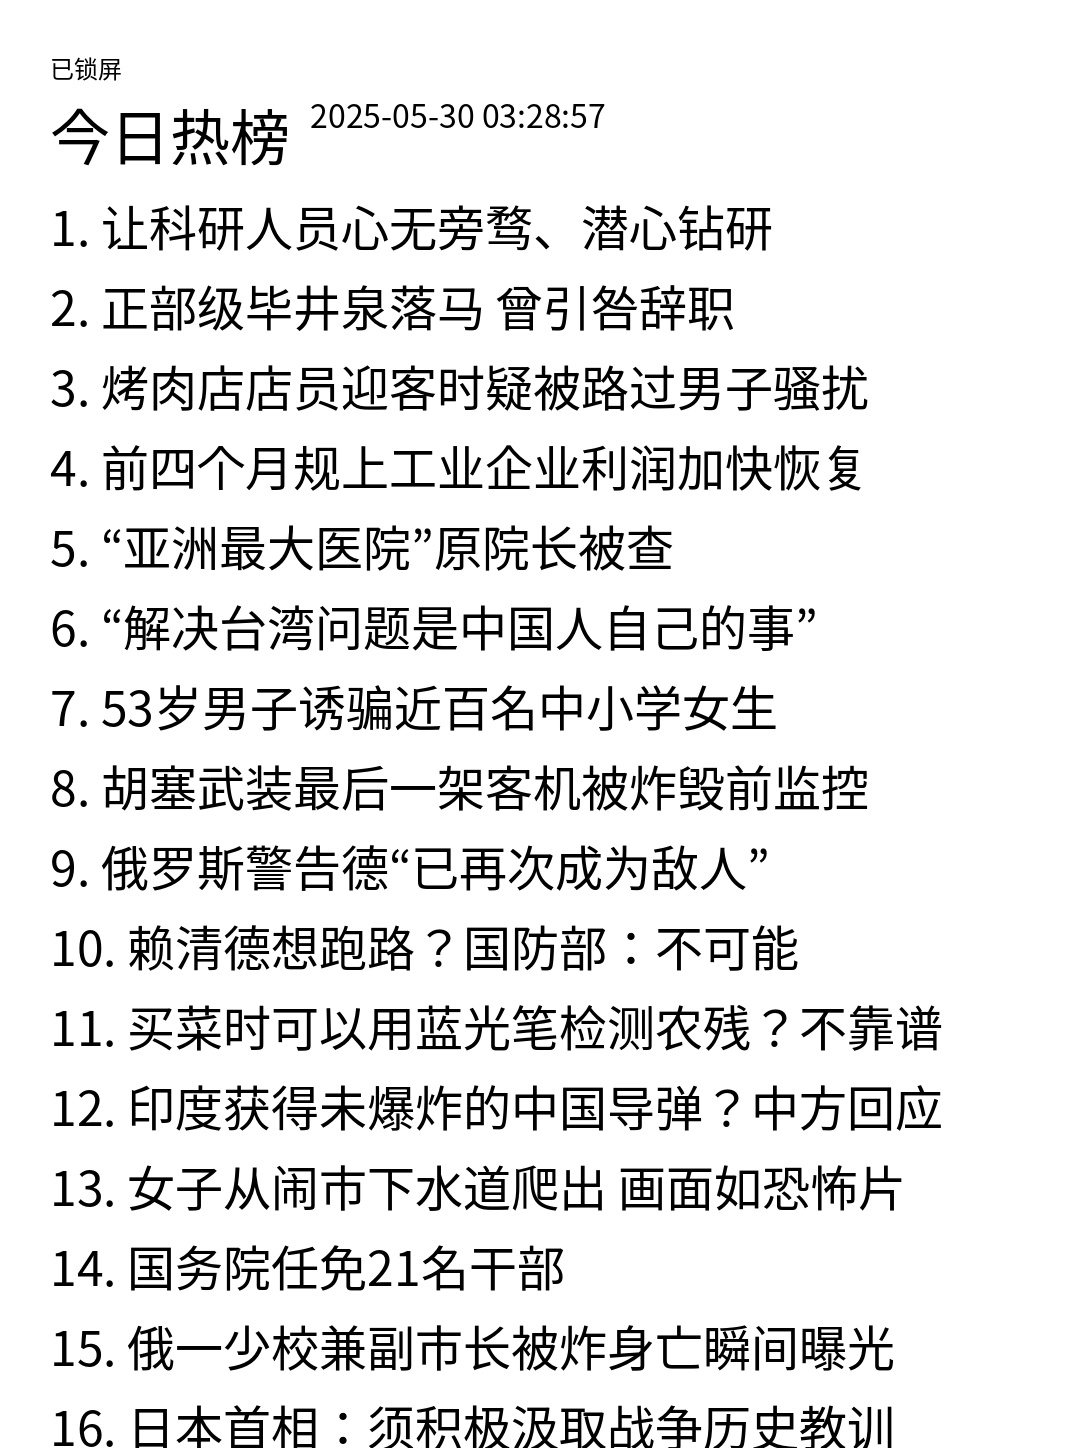 已锁屏
今日热榜 2025-05-30 03:28:57
1. 让科研人员心无旁骛、潜心钻研
2. 正部级毕井泉落马 曾引咎辞职
3. 烤肉店店员迎客时疑被路过男子骚扰
4. 前四个月规上工业企业利润加快恢复
5. “亚洲最大医院”原院长被查
6. “解决台湾问题是中国人自己的事”
7. 53岁男子诱骗近百名中小学女生
8. 胡塞武装最后一架客机被炸毁前监控
9. 俄罗斯警告德“已再次成为敌人”
10. 赖清德想跑路？国防部：不可能
11. 买菜时可以用蓝光笔检测农残？不靠谱
12. 印度获得未爆炸的中国导弹？中方回应
13. 女子从闹市下水道爬出 画面如恐怖片
14. 国务院任免21名干部
15. 俄一少校兼副市长被炸身亡瞬间曝光
16. 日本首相：须积极汲取战争历史教训